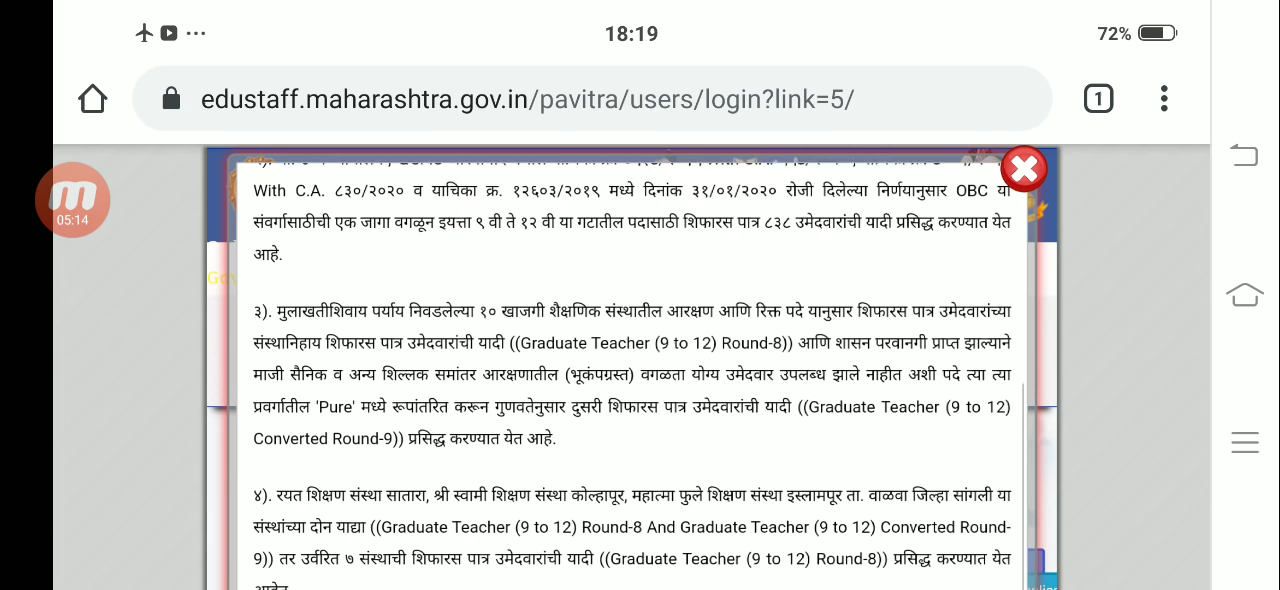 18:19
72%
edustaff.maharashtra.gov.in/pavitra/users/login?link=5/
1
05:14
With C.A. ८३०/२०२० व याचिका क्र. १२६०३/२०१९ मध्ये दिनांक ३१/०१/२०२० रोजी दिलेल्या निर्णयानुसार OBC या
संवर्गासाठीची एक जागा वगळून इयत्ता ९ वी ते १२ वी या गटातील पदासाठी शिफारस पात्र ८३८ उमेदवारांची यादी प्रसिद्ध करण्यात येत
आहे.
३). मुलाखतीशिवाय पर्याय निवडलेल्या १० खाजगी शैक्षणिक संस्थातील आरक्षण आणि रिक्त पदे यानुसार शिफारस पात्र उमेदवारांच्या
संस्थानिहाय शिफारस पात्र उमेदवारांची यादी ((Graduate Teacher (9 to 12) Round-8)) आणि शासन परवानगी प्राप्त झाल्याने
माजी सैनिक व अन्य शिल्लक समांतर आरक्षणातील (भूकंपग्रस्त) वगळता योग्य उमेदवार उपलब्ध झाले नाहीत अशी पदे त्या त्या
प्रवर्गातील 'Pure' मध्ये रूपांतरित करून गुणवतेनुसार दुसरी शिफारस पात्र उमेदवारांची यादी ((Graduate Teacher (9 to 12)
Converted Round-9)) प्रसिद्ध करण्यात येत आहे.
४). रयत शिक्षण संस्था सातारा, श्री स्वामी शिक्षण संस्था कोल्हापूर, महात्मा फुले शिक्षण संस्था इस्लामपूर ता. वाळवा जिल्हा सांगली या
संस्थांच्या दोन याद्या ((Graduate Teacher (9 to 12) Round-8 And Graduate Teacher (9 to 12) Converted Round-
9)) तर उर्वरित ७ संस्थाची शिफारस पात्र उमेदवारांची यादी ((Graduate Teacher (9 to 12) Round-8)) प्रसिद्ध करण्यात येत